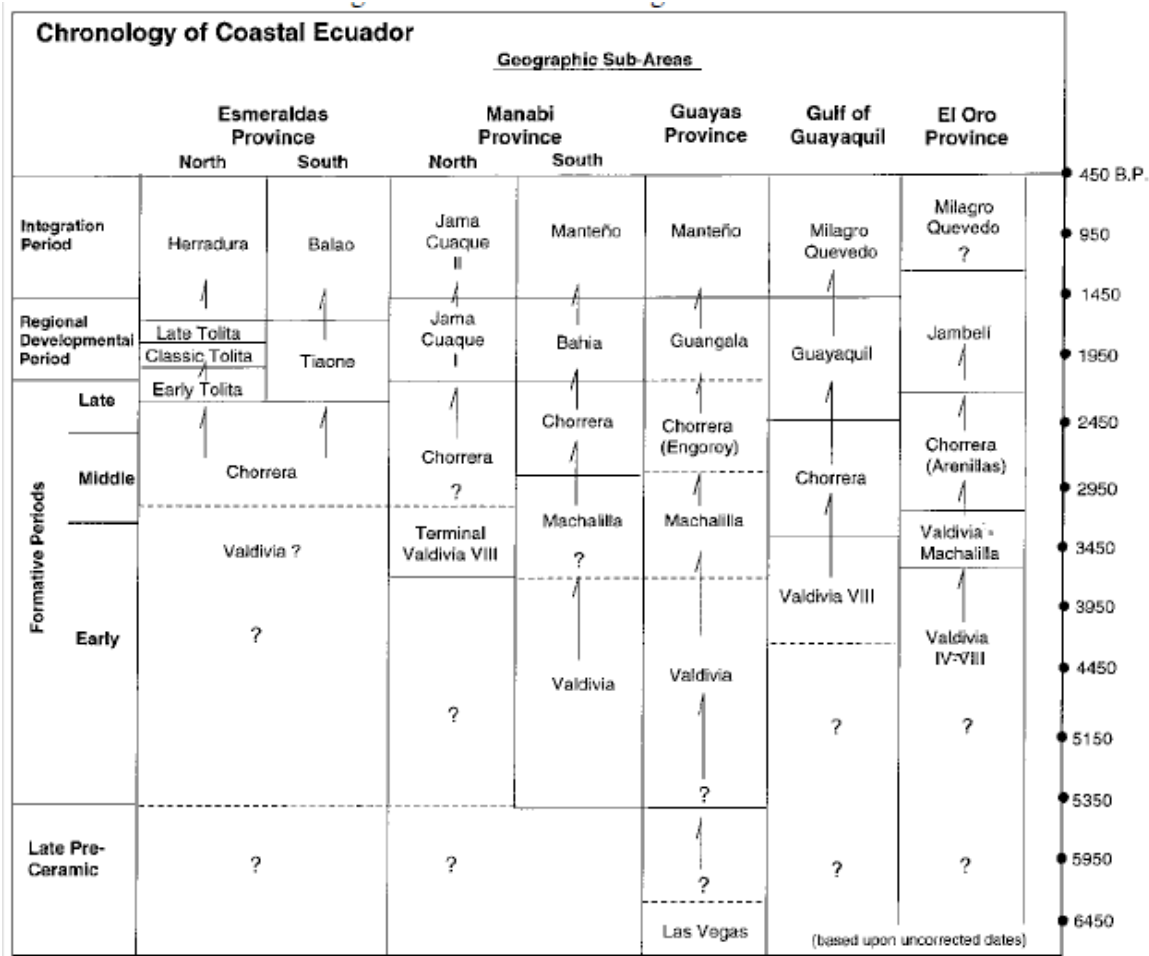 Chronology of Coastal Ecuador
Geographic Sub-Areas
Esmeraldas Province
Manabi Province
Guayas Province
Gulf of Guayaquil
El Oro Province
North
South
North
South
450 B.P.
Integration Period
Herradura
Balao
Jama Cuaque II
Manteño
Manteño
Milagro Quevedo
Milagro Quevedo
?
950
1450
Regional Developmental Period
Late Tolita
Classic Tolita
Early Tolita
Tiaone
Jama Cuaque I
Bahia
Guangala
Guayaquil
Jambelí
1950
Formative Periods
Late
Chorrera
Chorrera
?
Chorrera
Chorrera (Engoroy)
Chorrera
Chorrera (Arenillas)
2450
Middle
2950
Valdivia ?
?
Terminal Valdivia VIII
?
Machalilla
?
Machalilla
Valdivia - Machalilla
3450
Early
Valdivia
Valdivia
?
Valdivia VIII
?
Valdivia IV-VIII
?
3950
4450
5150
5350
Late Pre-Ceramic
?
?
?
Las Vegas
?
?
5950
6450
(based upon uncorrected dates)